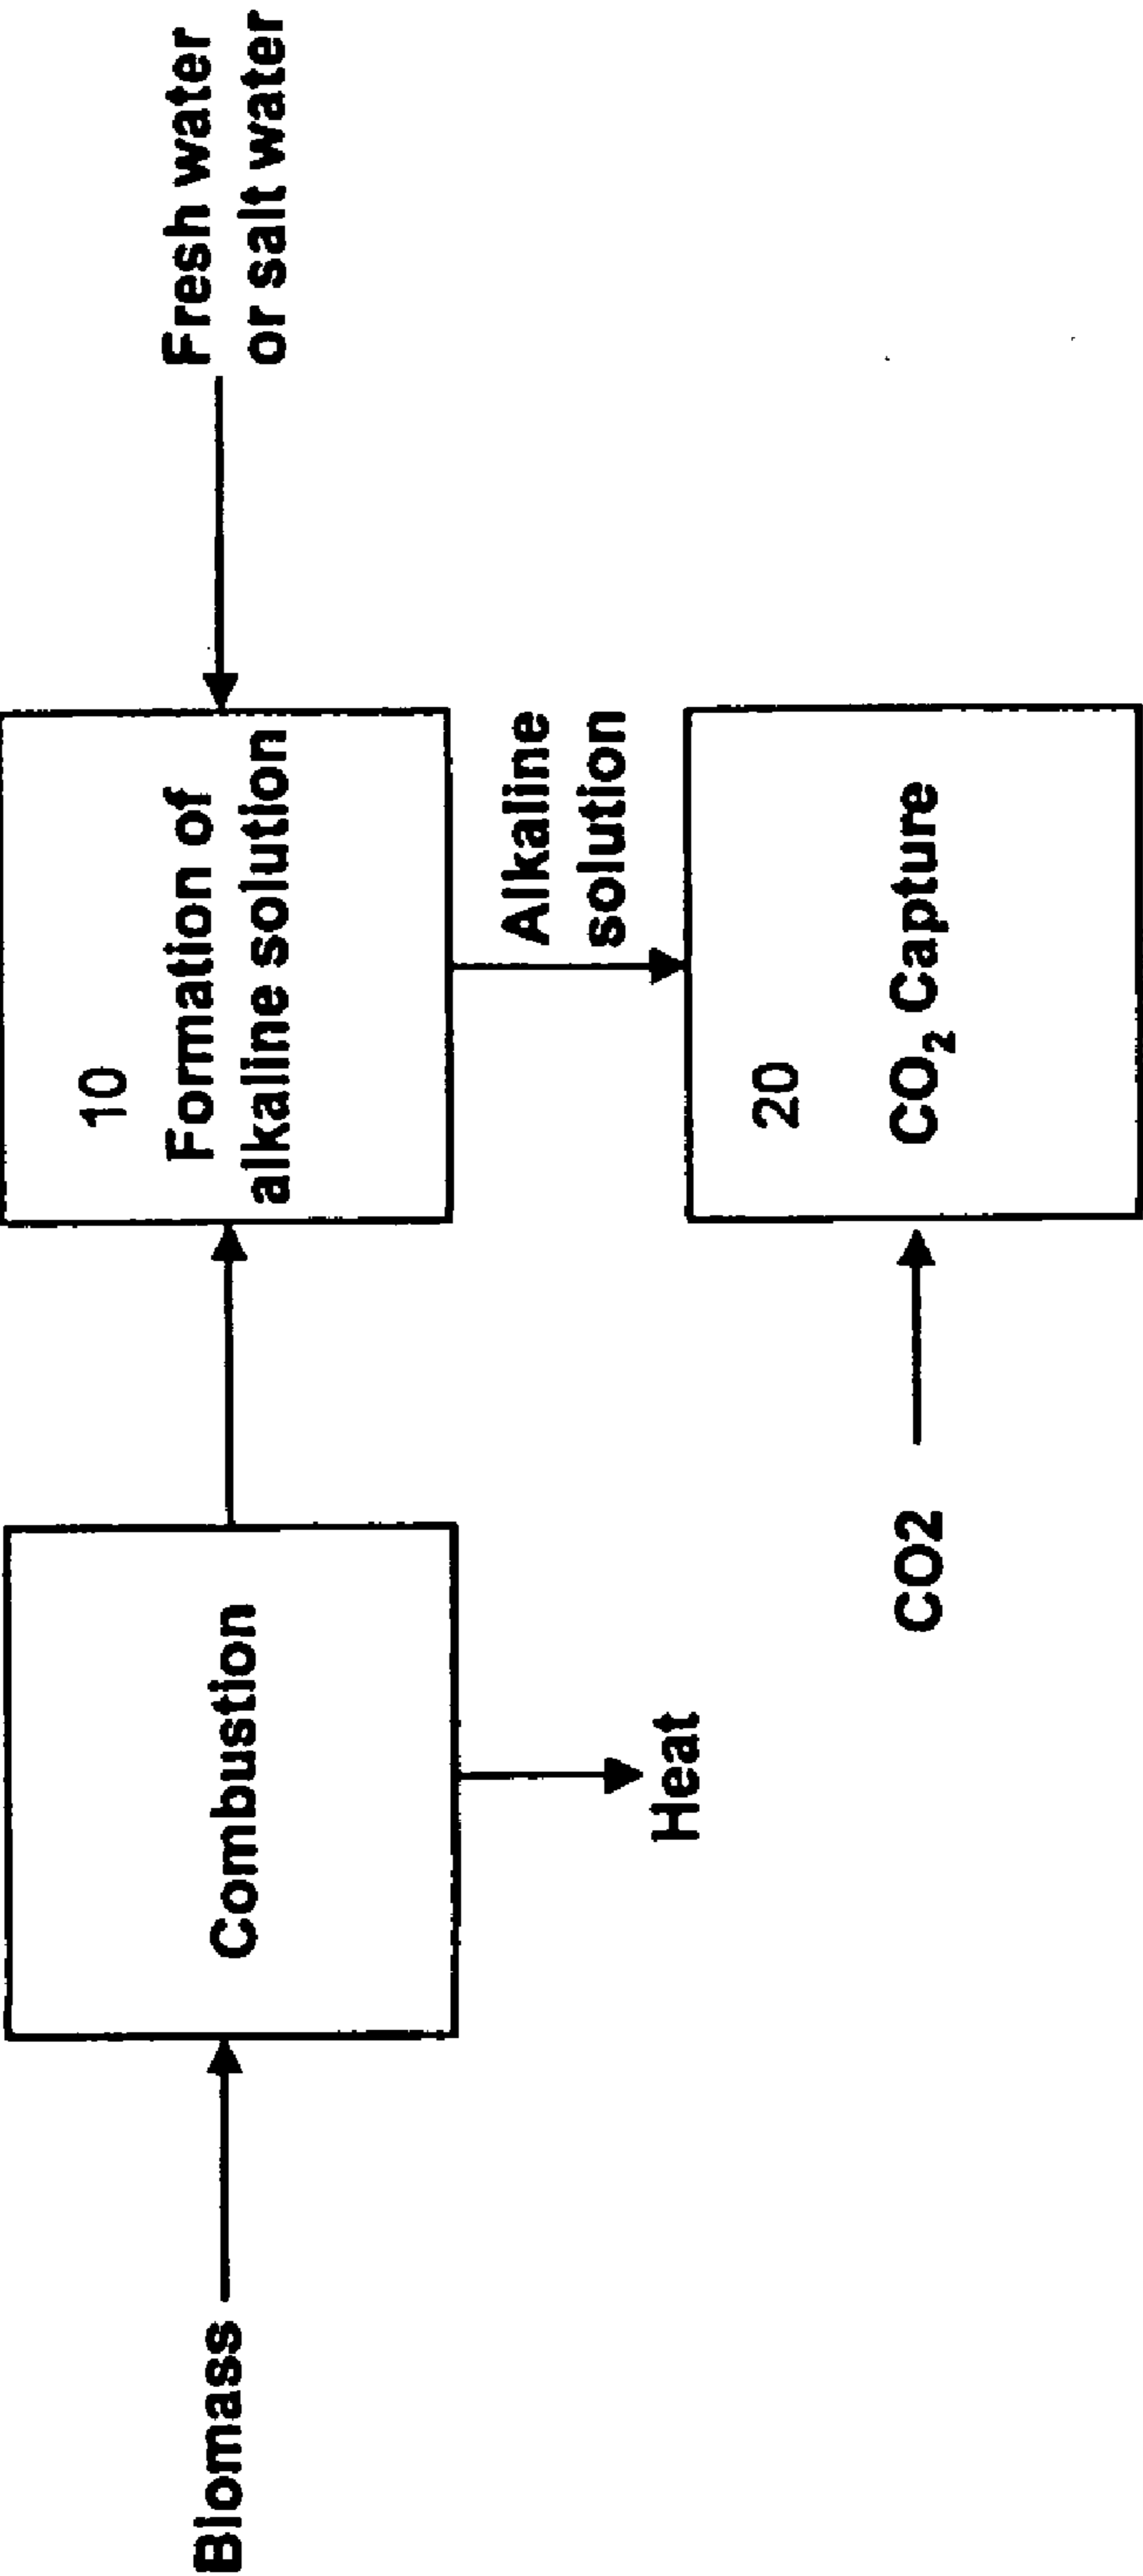 Biomass
Combustion
Heat
10
Formation of
alkaline solution
Fresh water
or salt water
Alkaline
solution
CO2
20
CO₂ Capture